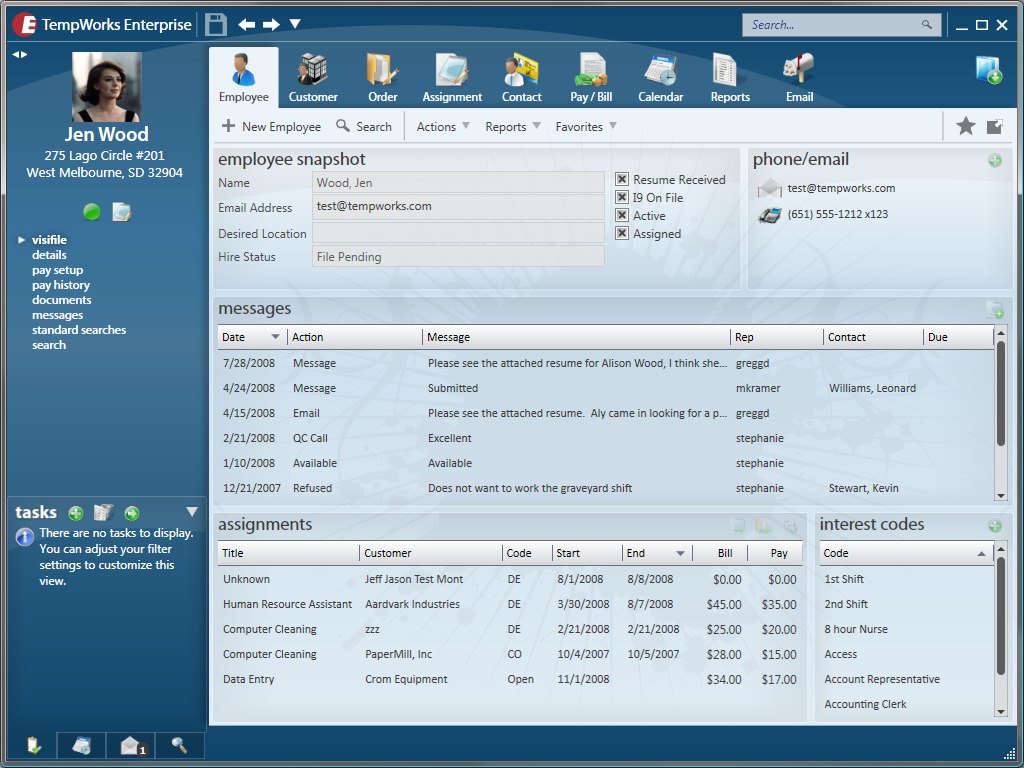 TempWorks Enterprise
Search...
Employee Customer Order Assignment Contact Pay / Bill Calendar Reports Email
New Employee Search Actions Reports Favorites
Jen Wood
275 Lago Circle #201
West Melbourne, SD 32904
visifile
details
pay setup
pay history
documents
messages
standard searches
search
tasks
There are no tasks to display.
You can adjust your filter
settings to customize this
view.
1
employee snapshot
Name Wood, Jen
Email Address test@tempworks.com
Desired Location
Hire Status File Pending
Resume Received
I9 On File
Active
Assigned
phone/email
test@tempworks.com
(651) 555-1212 x123
messages
Date Action Message Rep Contact Due
7/28/2008 Message Please see the attached resume for Alison Wood, I think she... greggd
4/24/2008 Message Submitted mkramer Williams, Leonard
4/15/2008 Email Please see the attached resume.  Aly came in looking for a p... greggd
2/21/2008 QC Call Excellent stephanie
1/10/2008 Available Available stephanie
12/21/2007 Refused Does not want to work the graveyard shift stephanie Stewart, Kevin
assignments
Title Customer Code Start End Bill Pay
Unknown Jeff Jason Test Mont DE 8/1/2008 8/8/2008 $0.00 $0.00
Human Resource Assistant Aardvark Industries DE 3/30/2008 8/7/2008 $45.00 $35.00
Computer Cleaning zzz DE 2/21/2008 2/21/2008 $25.00 $20.00
Computer Cleaning PaperMill, Inc CO 10/4/2007 10/5/2007 $28.00 $15.00
Data Entry Crom Equipment Open 11/1/2008 $34.00 $17.00
interest codes
Code
1st Shift
2nd Shift
8 hour Nurse
Access
Account Representative
Accounting Clerk